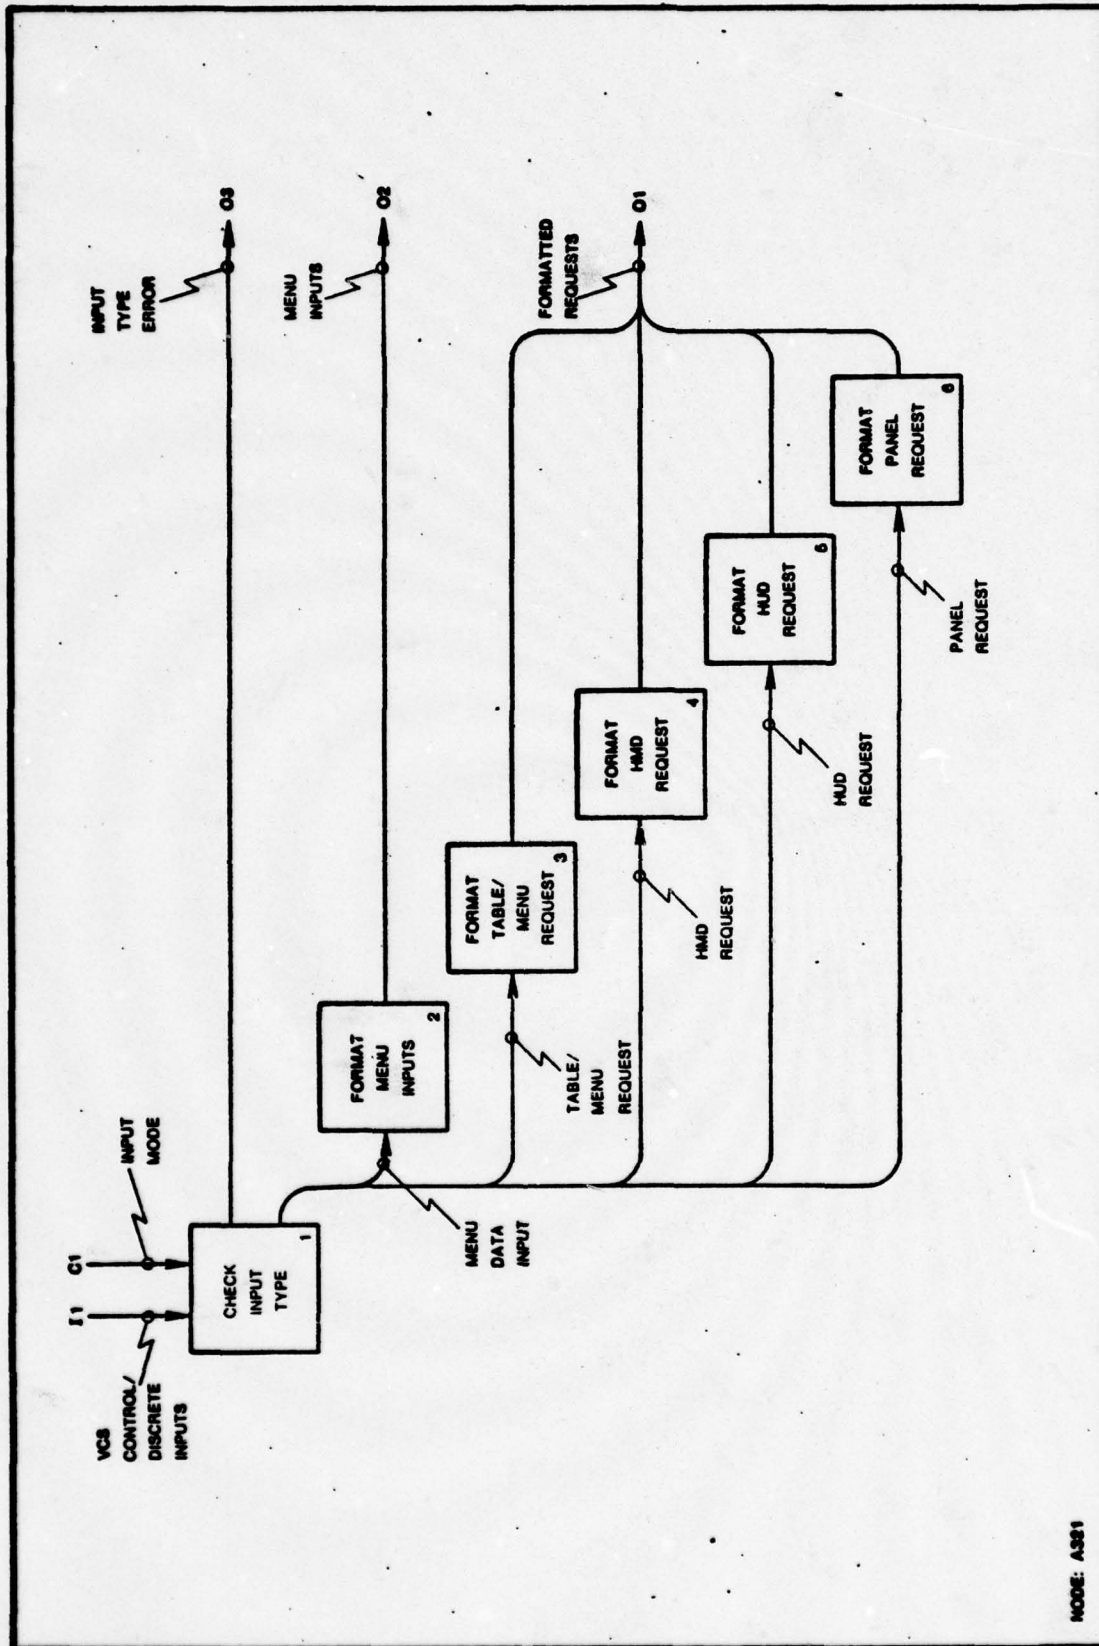 I1
C1
VCS
CONTROL/
DISCRETE
INPUTS
INPUT
MODE
CHECK
INPUT
TYPE
1
INPUT
TYPE
ERROR
O3
FORMAT
MENU
INPUTS
2
MENU
DATA
INPUT
MENU
INPUTS
O2
FORMAT
TABLE/
MENU
REQUEST
3
TABLE/
MENU
REQUEST
FORMAT
HMD
REQUEST
4
HMD
REQUEST
FORMATTED
REQUESTS
O1
FORMAT
HUD
REQUEST
5
HUD
REQUEST
FORMAT
PANEL
REQUEST
6
PANEL
REQUEST
NODE: A321